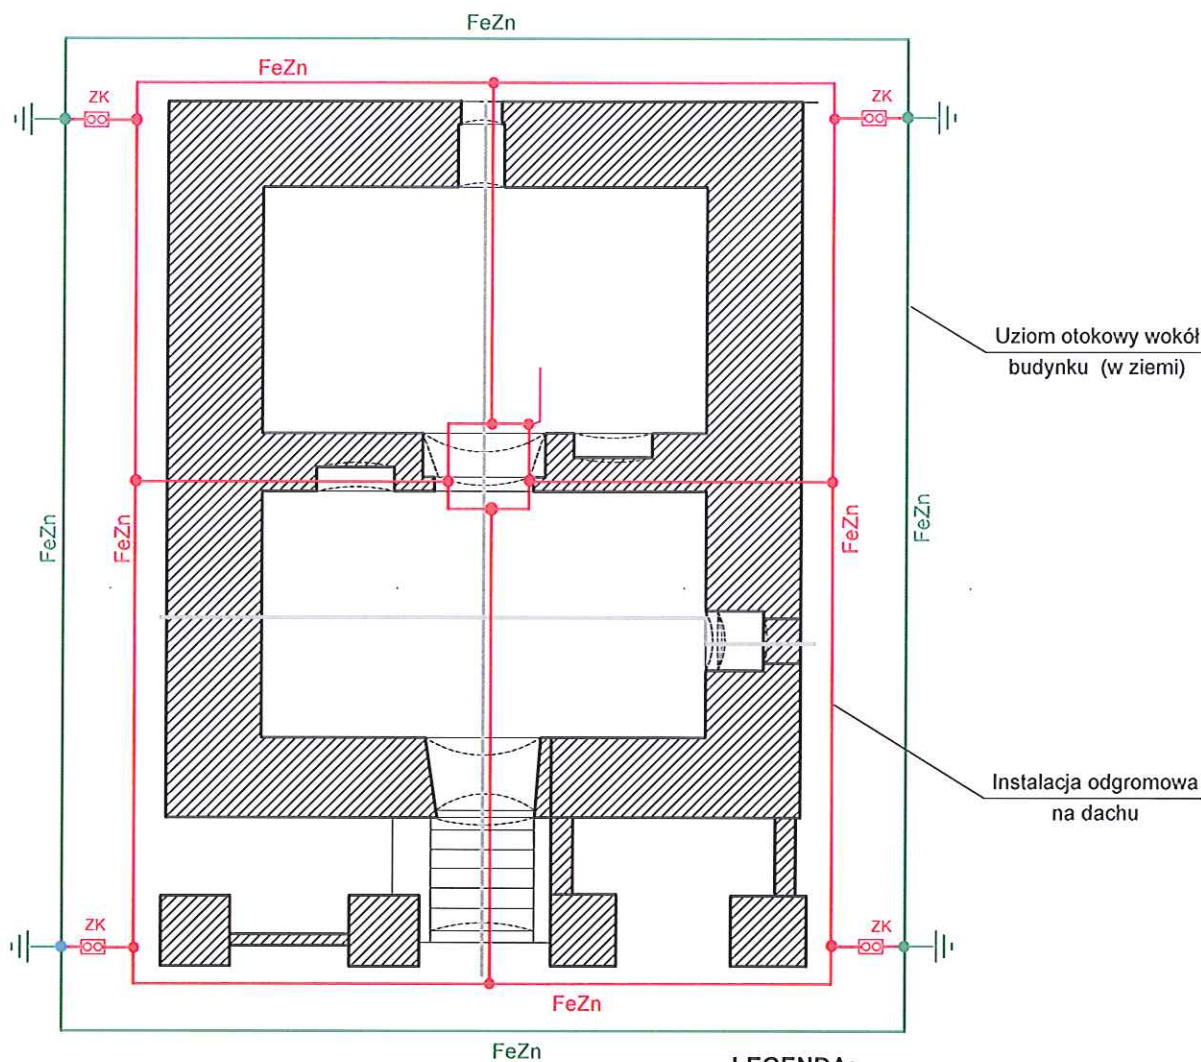 FeZn
FeZn
ZK
ZK
Uziom otokowy wokół
budynku (w ziemi)
FeZn
FeZn
FeZn
FeZn
Instalacja odgromowa
na dachu
ZK
ZK
FeZn
FeZn
LEGENDA: